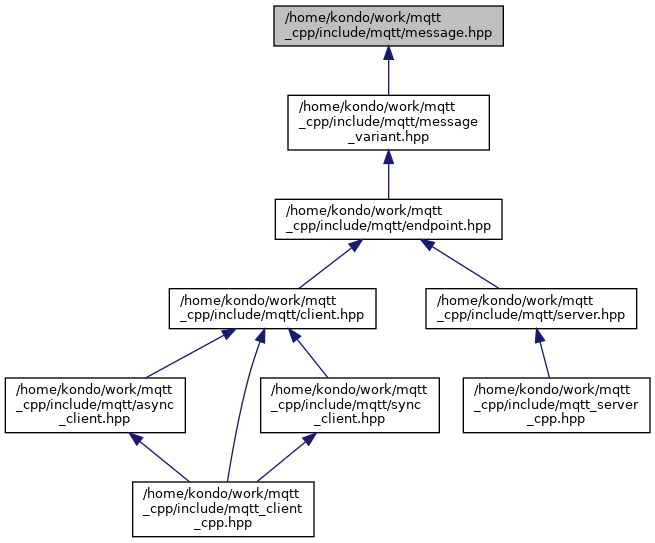 /home/kondo/work/mqtt
_cpp/include/mqtt/message.hpp
/home/kondo/work/mqtt
_cpp/include/mqtt/message
_variant.hpp
/home/kondo/work/mqtt
_cpp/include/mqtt/endpoint.hpp
/home/kondo/work/mqtt
_cpp/include/mqtt/client.hpp
/home/kondo/work/mqtt
_cpp/include/mqtt/server.hpp
/home/kondo/work/mqtt
_cpp/include/mqtt/async
_client.hpp
/home/kondo/work/mqtt
_cpp/include/mqtt/sync
_client.hpp
/home/kondo/work/mqtt
_cpp/include/mqtt_server
_cpp.hpp
/home/kondo/work/mqtt
_cpp/include/mqtt_client
_cpp.hpp